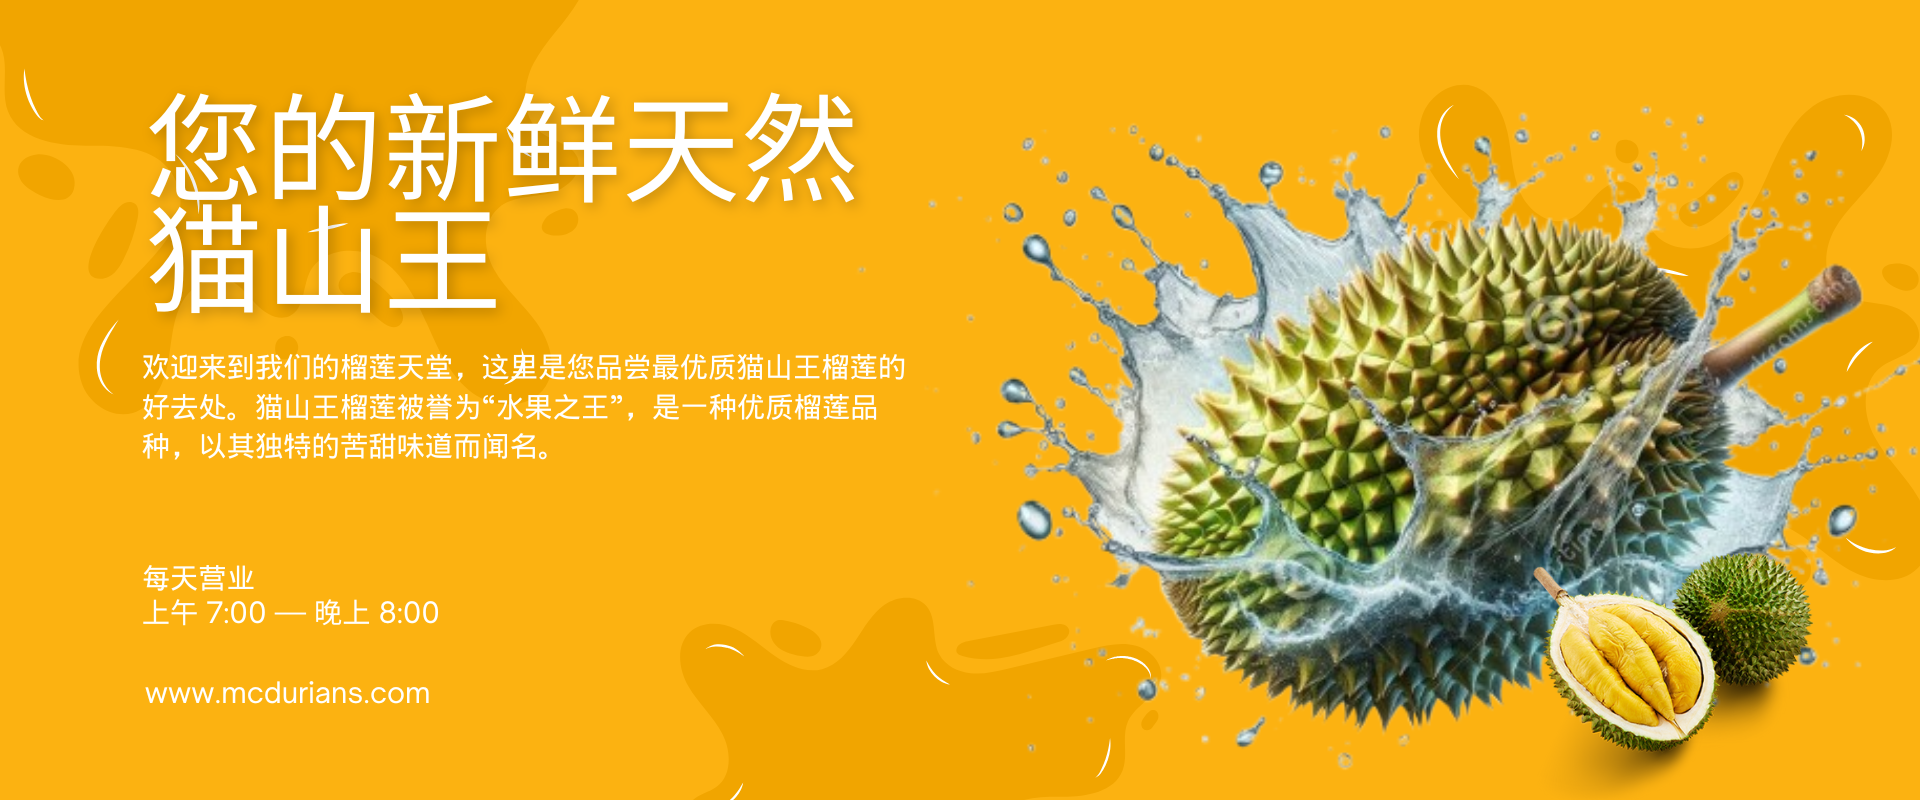 您的新鲜天然
猫山王
欢迎来到我们的榴莲天堂，这里是您品尝最优质猫山王榴莲的
好去处。猫山王榴莲被誉为“水果之王”，是一种优质榴莲品
种，以其独特的苦甜味道而闻名。
每天营业
上午 7:00 — 晚上 8:00
www.mcdurians.com